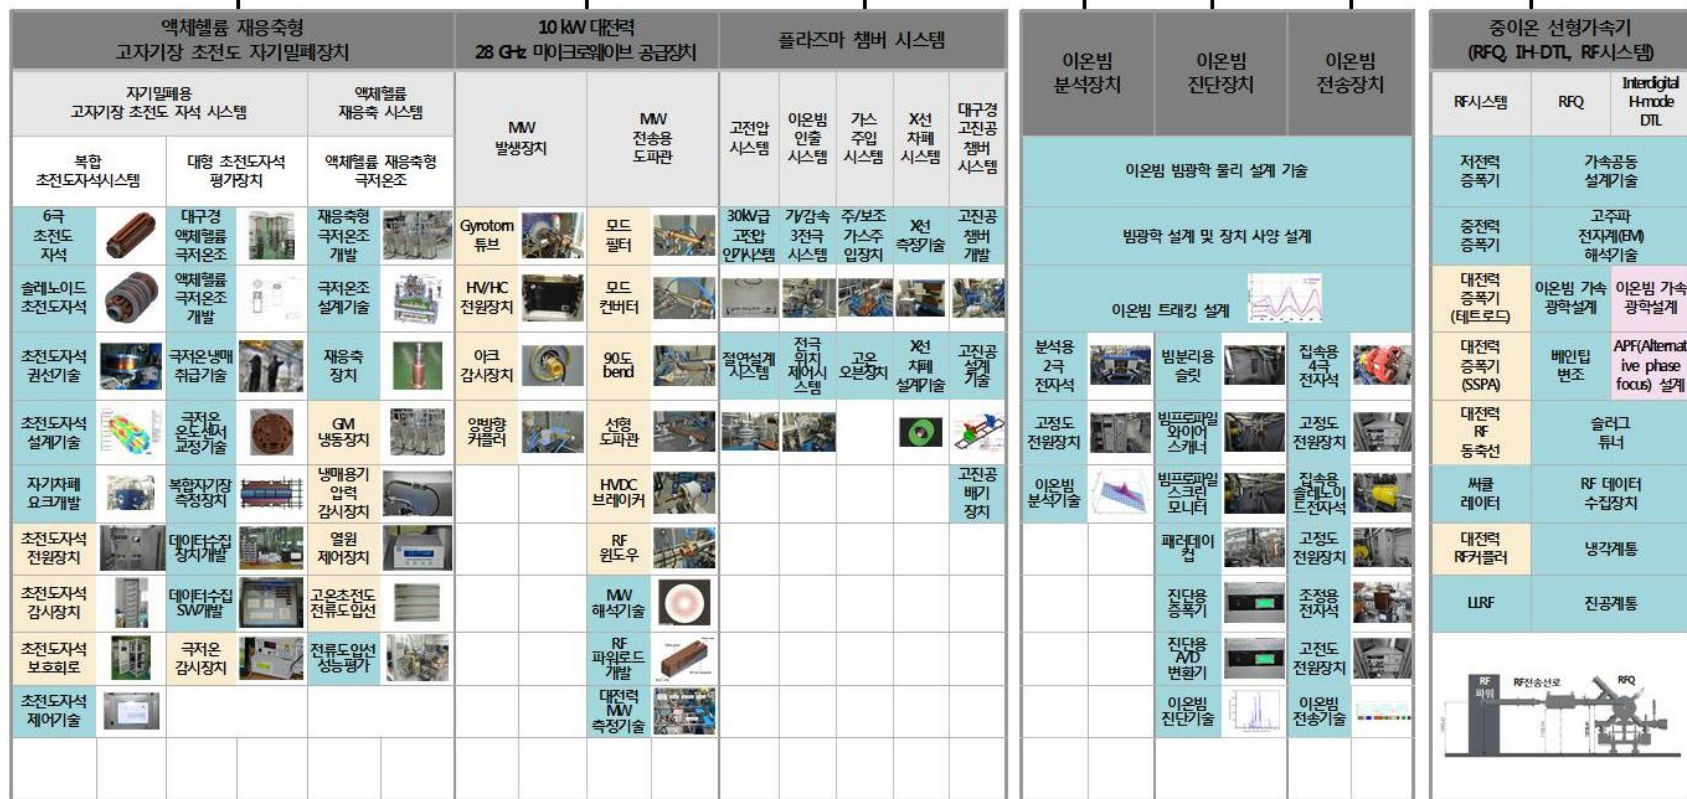 액체헬륨 재응축형
고자기장 초전도 자기밀폐장치
10 kW 대전력
28 GHz 마이크로웨이브 공급장치
플라즈마 챔버 시스템
이온빔
분석장치
이온빔
진단장치
이온빔
전송장치
중이온 선형가속기
(RFQ, IH-DTL, RF시스템)
자기밀폐용
고자기장 초전도 자석 시스템
액체헬륨
재응축 시스템
MW
발생장치
MW
전송용
도파관
고전압
시스템
이온빔
인출
시스템
가스
주입
시스템
X선
차폐
시스템
대구경
고진공
챔버
시스템
RF시스템
RFQ
Interdigital
H-mode
DTL
복합
초전도자석시스템
대형 초전도자석
평가장치
액체헬륨 재응축형
극저온조
이온빔 빔광학 물리 설계 기술
저전력
증폭기
가속공동
설계기술
6극
초전도
자석
대구경
액체헬륨
극저온조
재응축형
극저온조
개발
Gyrotorn
튜브
모드
필터
30kV급
고전압
인가시스템
가/감속
3전극
시스템
주/보조
가스주
입장치
X선
측정기술
고진공
챔버
개발
빔광학 설계 및 장치 사양 설계
중전력
증폭기
고주파
전자계(EM)
해석기술
솔레노이드
초전도자석
액체헬륨
극저온조
개발
극저온조
설계기술
HV/HC
전원장치
모드
컨버터
이온빔 트래킹 설계
대전력
증폭기
(테트로드)
이온빔 가속
광학설계
이온빔 가속
광학설계
초전도자석
권선기술
극저온냉매
취급기술
재응축
장치
아크
감시장치
90도
bend
절연설계
시스템
전극
위치
제어시
스템
고온
오븐장치
X선
차폐
설계기술
고진공
설계
기술
분석용
2극
전자석
빔분리용
슬릿
집속용
4극
전자석
대전력
증폭기
(SSPA)
베인팁
변조
APF(Alternat
ive phase
focus) 설계
초전도자석
설계기술
극저온
온도센서
교정기술
GM
냉동장치
양방향
커플러
선형
도파관
고정도
전원장치
빔프로파일
와이어
스캐너
고정도
전원장치
대전력
RF
동축선
슬러그
튜너
자기차폐
요크개발
복합자기장
측정장치
냉매용기
압력
감시장치
HVDC
브레이커
고진공
배기
장치
이온빔
분석기술
빔프로파일
스크린
모니터
집속용
솔레노이
드전자석
써큘
레이터
RF 데이터
수집장치
초전도자석
전원장치
데이터수집
장치개발
열원
제어장치
RF
윈도우
패러데이
컵
고정도
전원장치
대전력
RF커플러
냉각계통
초전도자석
감시장치
데이터수집
SW개발
고온초전도
전류도입선
MW
해석기술
진단용
증폭기
조정용
전자석
LLRF
진공계통
초전도자석
보호회로
극저온
감시장치
전류도입선
성능평가
RF
파워로드
개발
진단용
A/D
변환기
고전도
전원장치
초전도자석
제어기술
대전력
MW
측정기술
이온빔
진단기술
이온빔
전송기술
RF
파워
RF전송선로
RFQ